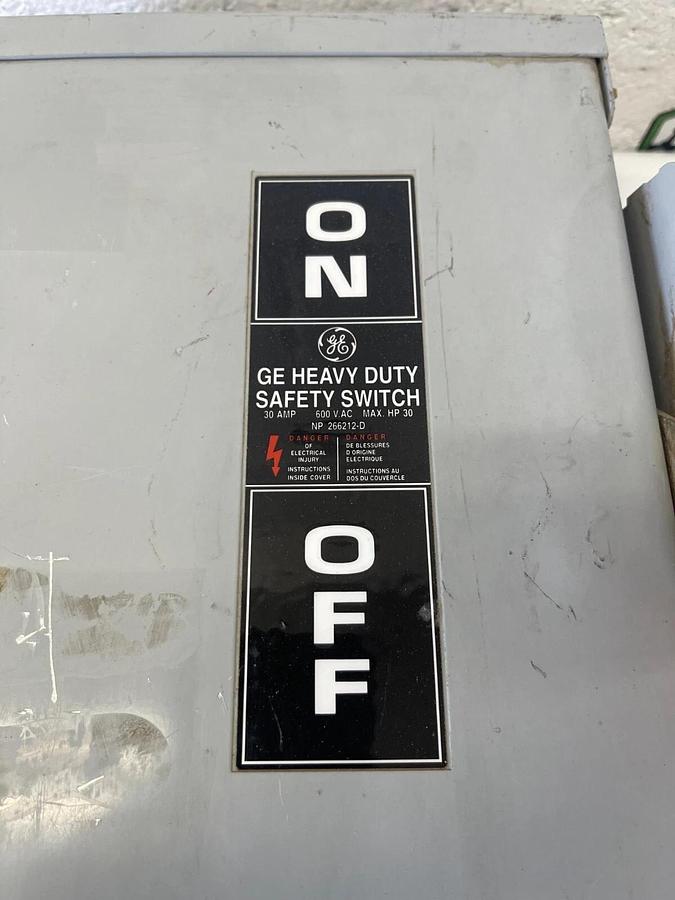 ON
GE
GE HEAVY DUTY
SAFETY SWITCH
30 AMP 600 V.AC MAX. HP 30
NP 266212-D
DANGER
OF
ELECTRICAL
INJURY
INSTRUCTIONS
INSIDE COVER
DANGER
DE BLESSURES
D ORIGINE
ELECTRIQUE
INSTRUCTIONS AU
DOS DU COUVERCLE
OFF